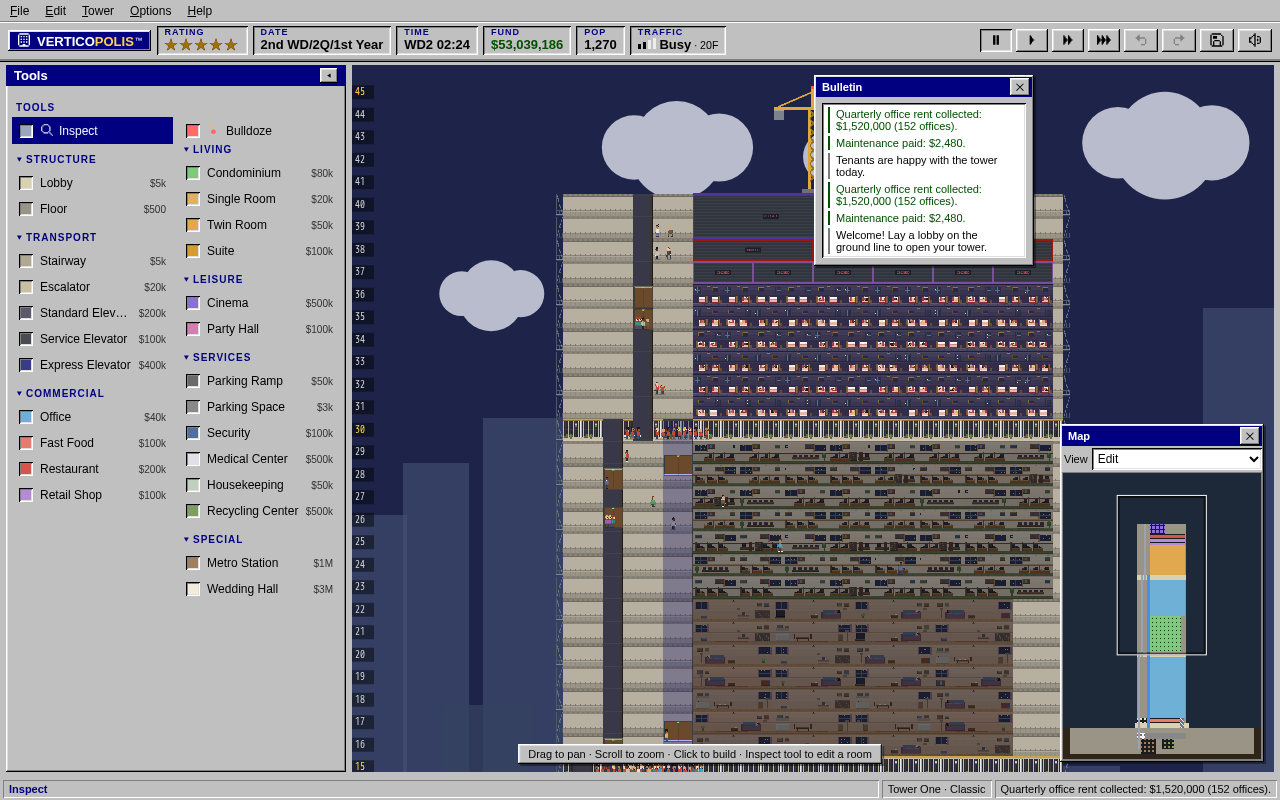 File Edit Tower Options Help
VERTICOPOLIS™
RATING
DATE
2nd WD/2Q/1st Year
TIME
WD2 02:24
FUND
$53,039,186
POP
1,270
TRAFFIC
Busy · 20F
Tools
TOOLS
Inspect
Bulldoze
STRUCTURE
Lobby $5k
Floor $500
TRANSPORT
Stairway $5k
Escalator $20k
Standard Elev… $200k
Service Elevator $100k
Express Elevator $400k
COMMERCIAL
Office $40k
Fast Food $100k
Restaurant $200k
Retail Shop $100k
LIVING
Condominium $80k
Single Room $20k
Twin Room $50k
Suite $100k
LEISURE
Cinema $500k
Party Hall $100k
SERVICES
Parking Ramp $50k
Parking Space $3k
Security $100k
Medical Center $500k
Housekeeping $50k
Recycling Center $500k
SPECIAL
Metro Station $1M
Wedding Hall $3M
45
44
43
42
41
40
39
38
37
36
35
34
33
32
31
30
29
28
27
26
25
24
23
22
21
20
19
18
17
16
15
Bulletin
Quarterly office rent collected:
$1,520,000 (152 offices).
Maintenance paid: $2,480.
Tenants are happy with the tower
today.
Quarterly office rent collected:
$1,520,000 (152 offices).
Maintenance paid: $2,480.
Welcome! Lay a lobby on the
ground line to open your tower.
Map
View Edit
Drag to pan · Scroll to zoom · Click to build · Inspect tool to edit a room
Inspect
Tower One · Classic
Quarterly office rent collected: $1,520,000 (152 offices).